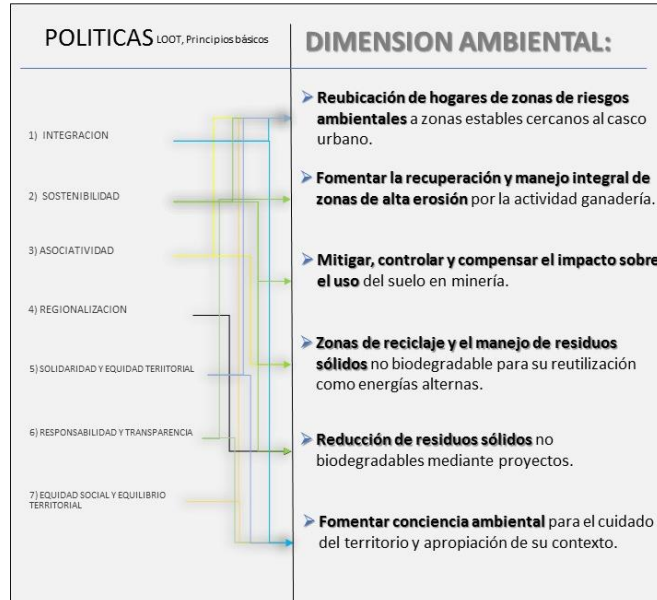 POLITICAS LOOT, Principios básicos
1) INTEGRACION
2) SOSTENIBILIDAD
3) ASOCIATIVIDAD
4) REGIONALIZACION
5) SOLIDARIDAD Y EQUIDAD TERIITORIAL
6) RESPONSABILIDAD Y TRANSPARENCIA
7) EQUIDAD SOCIAL Y EQUILIBRIO
TERRITORIAL
DIMENSION AMBIENTAL:
Reubicación de hogares de zonas de riesgos
ambientales a zonas estables cercanos al casco
urbano.
Fomentar la recuperación y manejo integral de
zonas de alta erosión por la actividad ganadería.
Mitigar, controlar y compensar el impacto sobre
el uso del suelo en minería.
Zonas de reciclaje y el manejo de residuos
sólidos no biodegradable para su reutilización
como energías alternas.
Reducción de residuos sólidos no
biodegradables mediante proyectos.
Fomentar conciencia ambiental para el cuidado
del territorio y apropiación de su contexto.